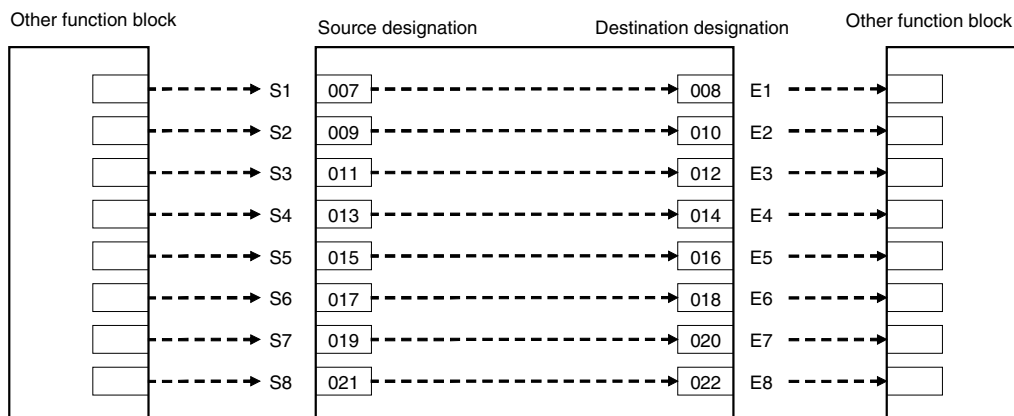 Other function block
Source designation
Destination designation
Other function block
S1 007 008 E1
S2 009 010 E2
S3 011 012 E3
S4 013 014 E4
S5 015 016 E5
S6 017 018 E6
S7 019 020 E7
S8 021 022 E8